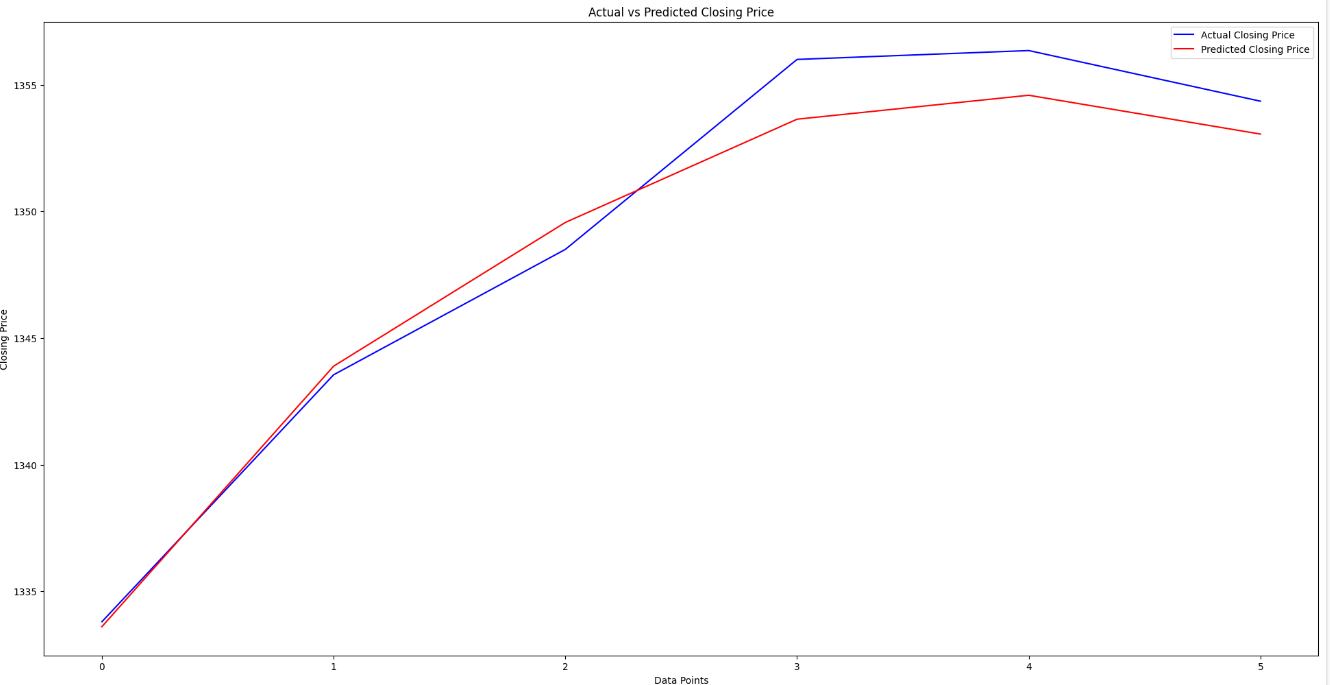 Actual vs Predicted Closing Price
Actual Closing Price
Predicted Closing Price
1355
1350
1345
1340
1335
Closing Price
0 1 2 3 4 5
Data Points